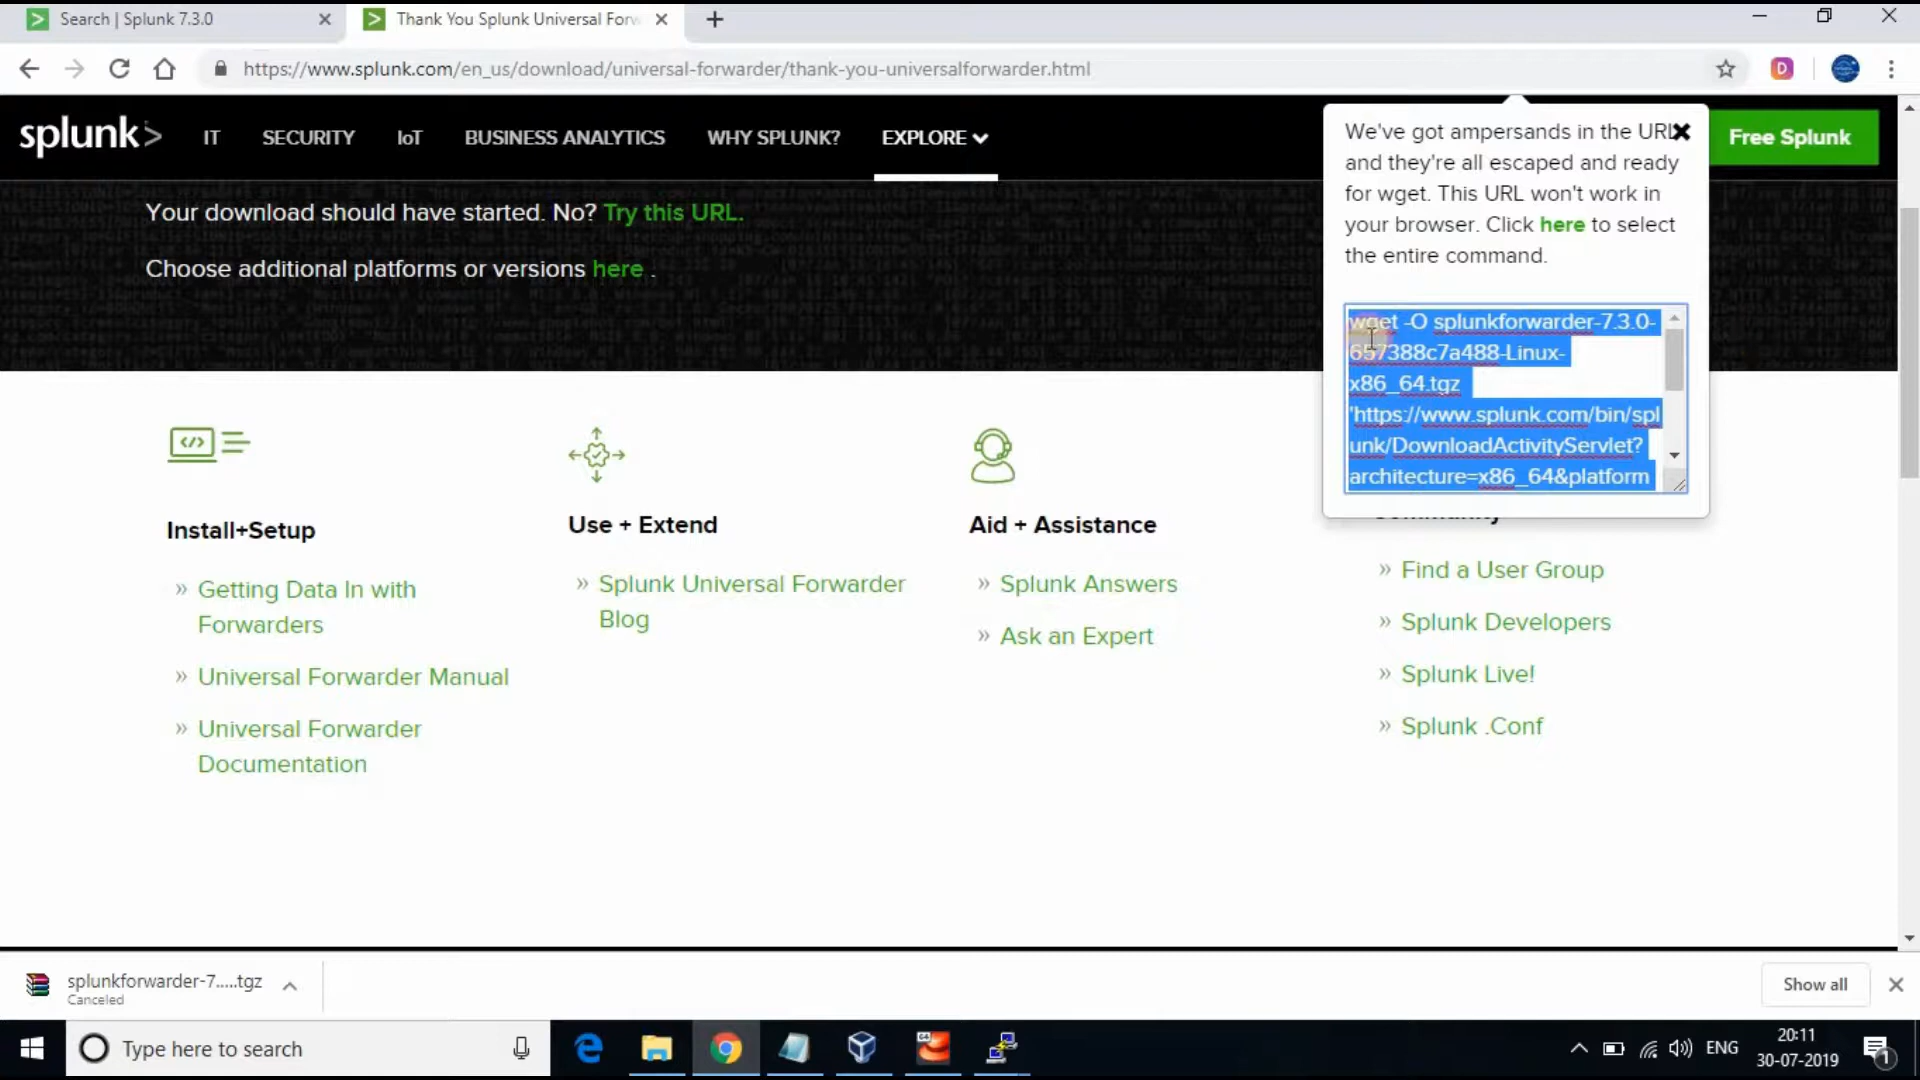 Search | Splunk 7.3.0
Thank You Splunk Universal Forw
https://www.splunk.com/en_us/download/universal-forwarder/thank-you-universalforwarder.html
splunk>
IT
SECURITY
IoT
BUSINESS ANALYTICS
WHY SPLUNK?
EXPLORE
Free Splunk
Your download should have started. No? Try this URL.
Choose additional platforms or versions here .
We've got ampersands in the URL
and they're all escaped and ready
for wget. This URL won't work in
your browser. Click here to select
the entire command.
wget -O splunkforwarder-7.3.0-
657388c7a488-Linux-
x86_64.tgz
'https://www.splunk.com/bin/spl
unk/DownloadActivityServlet?
architecture=x86_64&platform
Install+Setup
» Getting Data In with
Forwarders
» Universal Forwarder Manual
» Universal Forwarder
Documentation
Use + Extend
» Splunk Universal Forwarder
Blog
Aid + Assistance
» Splunk Answers
» Ask an Expert
» Find a User Group
» Splunk Developers
» Splunk Live!
» Splunk .Conf
splunkforwarder-7.....tgz
Canceled
Show all
Type here to search
ENG
20:11
30-07-2019
1